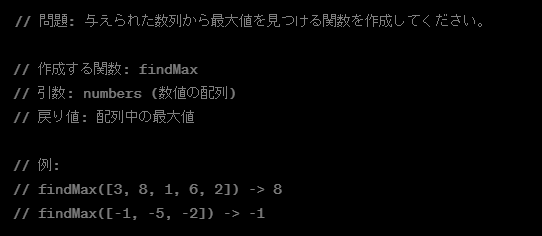 // 問題: 与えられた数列から最大値を見つける関数を作成してください。
// 作成する関数: findMax
// 引数: numbers (数値の配列)
// 戻り値: 配列中の最大値
// 例:
// findMax([3, 8, 1, 6, 2]) -> 8
// findMax([-1, -5, -2]) -> -1